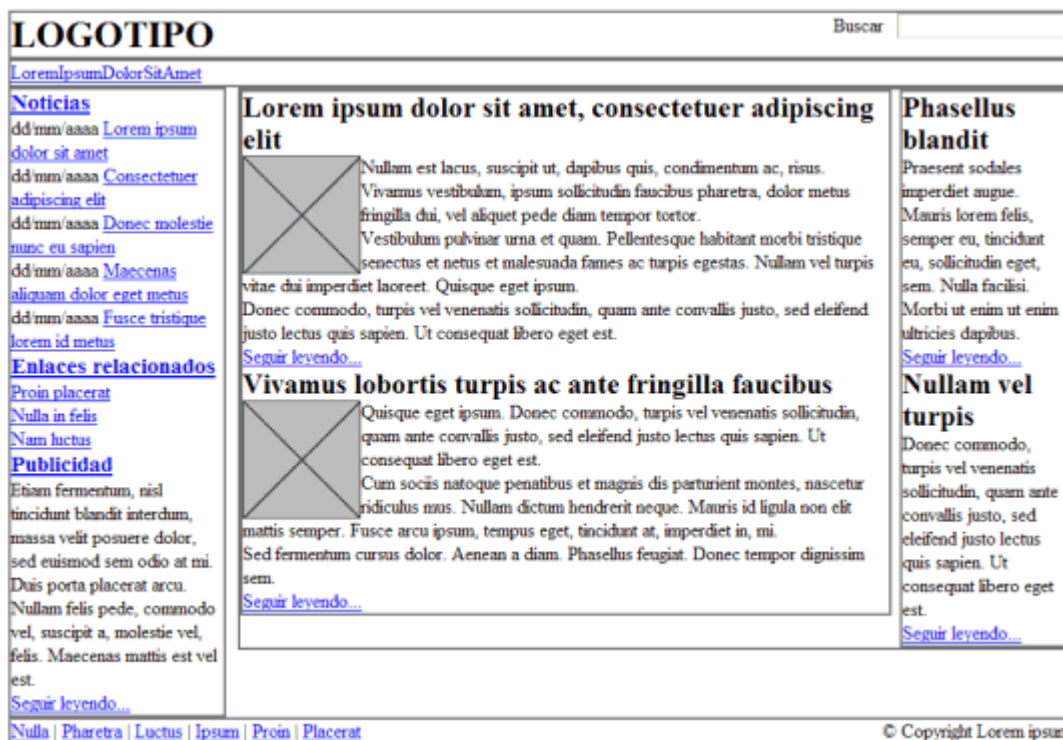 LOGOTIPO
Buscar
LoremIpsumDolorSitAmet
Noticias
dd/mm/aaaa Lorem ipsum
dolor sit amet
dd/mm/aaaa Consectetuer
adipiscing elit
dd/mm/aaaa Donec molestie
nunc eu sapien
dd/mm/aaaa Maecenas
aliquam dolor eget metus
dd/mm/aaaa Fusce tristique
lorem id metus
Enlaces relacionados
Proin placerat
Nulla in felis
Nam luctus
Publicidad
Etiam fermentum, nisl
tincidunt blandit interdum,
massa velit posuere dolor,
sed euismod sem odio at mi.
Duis porta placerat arcu.
Nullam felis pede, commodo
vel, suscipit a, molestie vel,
felis. Maecenas mattis est vel
est.
Seguir leyendo...
Lorem ipsum dolor sit amet, consectetuer adipiscing
elit
Nullam est lacus, suscipit ut, dapibus quis, condimentum ac, risus.
Vivamus vestibulum, ipsum sollicitudin faucibus pharetra, dolor metus
fringilla dui, vel aliquet pede diam tempor tortor.
Vestibulum pulvinar urna et quam. Pellentesque habitant morbi tristique
senectus et netus et malesuada fames ac turpis egestas. Nullam vel turpis
vitae dui imperdiet laoreet. Quisque eget ipsum.
Donec commodo, turpis vel venenatis sollicitudin, quam ante convallis justo, sed eleifend
justo lectus quis sapien. Ut consequat libero eget est.
Seguir leyendo...
Vivamus lobortis turpis ac ante fringilla faucibus
Quisque eget ipsum. Donec commodo, turpis vel venenatis sollicitudin,
quam ante convallis justo, sed eleifend justo lectus quis sapien. Ut
consequat libero eget est.
Cum sociis natoque penatibus et magnis dis parturient montes, nascetur
ridiculus mus. Nullam dictum hendrerit neque. Mauris id ligula non elit
mattis semper. Fusce arcu ipsum, tempus eget, tincidunt at, imperdiet in, mi.
Sed fermentum cursus dolor. Aenean a diam. Phasellus feugiat. Donec tempor dignissim
sem.
Seguir leyendo...
Phasellus
blandit
Praesent sodales
imperdiet augue.
Mauris lorem felis,
semper eu, tincidunt
eu, sollicitudin eget,
sem. Nulla facilisi.
Morbi ut enim ut enim
ultricies dapibus.
Seguir leyendo...
Nullam vel
turpis
Donec commodo,
turpis vel venenatis
sollicitudin, quam ante
convallis justo, sed
eleifend justo lectus
quis sapien. Ut
consequat libero eget
est.
Seguir leyendo...
Nulla | Pharetra | Luctus | Ipsum | Proin | Placerat
© Copyright Lorem ipsu